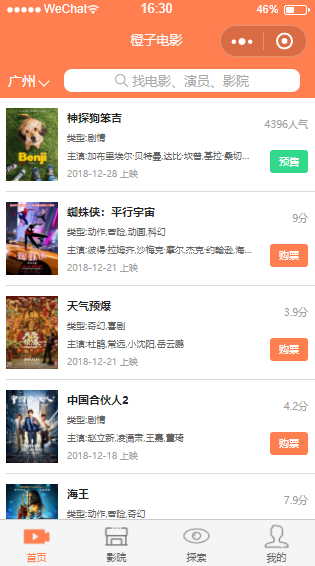 WeChat 16:30 46%
橙子电影
广州 找电影、演员、影院
神探狗笨吉
4396人气
类型:剧情
主演:加布里埃尔·贝特曼,达比·坎普,基拉·桑切...
预售
2018-12-28 上映
Benji
蜘蛛侠：平行宇宙
9分
类型:动作,冒险,动画,科幻
主演:彼得·拉姆齐,沙梅克·摩尔,杰克·约翰逊,海...
购票
2018-12-21 上映
天气预爆
3.9分
类型:奇幻,喜剧
主演:杜鹃,常远,小沈阳,岳云鹏
购票
2018-12-21 上映
中国合伙人2
4.2分
类型:剧情
主演:赵立新,凌潇肃,王嘉,董琦
购票
2018-12-18 上映
海王
7.9分
类型:动作,冒险,奇幻
首页 影院 探索 我的